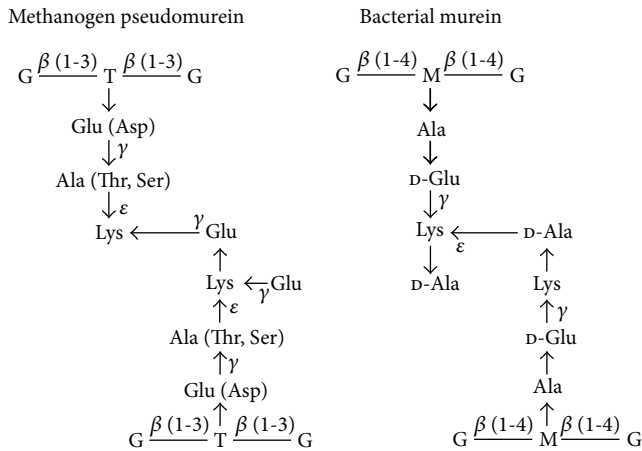 Methanogen pseudomurein
G β (1-3) T β (1-3) G
Glu (Asp)
γ
Ala (Thr, Ser)
ε
Lys γ Glu
Lys γ Glu
ε
Ala (Thr, Ser)
γ
Glu (Asp)
G β (1-3) T β (1-3) G
Bacterial murein
G β (1-4) M β (1-4) G
Ala
D-Glu
γ
Lys ε D-Ala
D-Ala Lys
γ
D-Glu
Ala
G β (1-4) M β (1-4) G